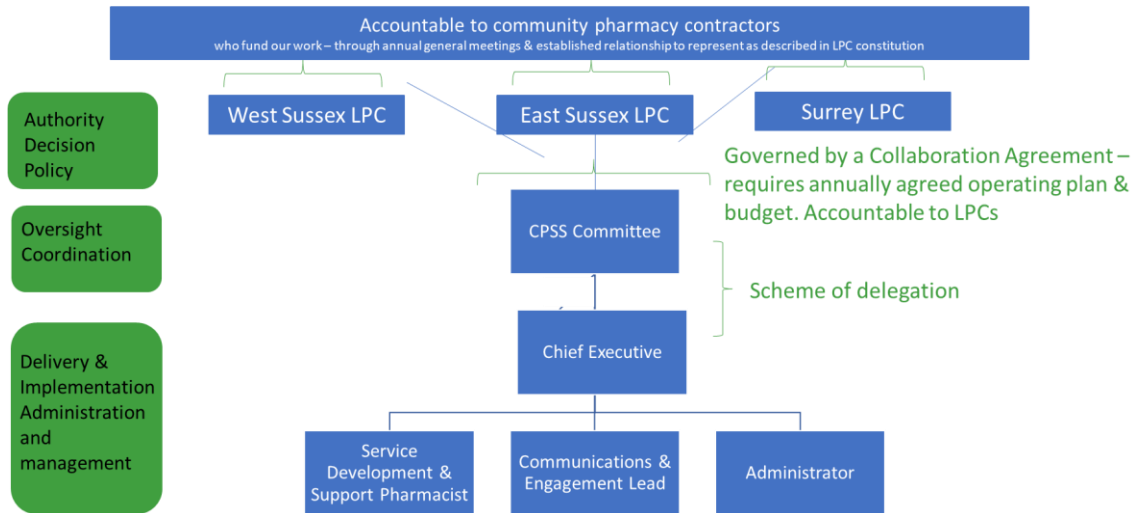 Accountable to community pharmacy contractors
who fund our work – through annual general meetings & established relationship to represent as described in LPC constitution
West Sussex LPC
East Sussex LPC
Surrey LPC
Authority
Decision
Policy
Governed by a Collaboration Agreement –
requires annually agreed operating plan &
budget. Accountable to LPCs
Oversight
Coordination
CPSS Committee
Scheme of delegation
Chief Executive
Delivery &
Implementation
Administration
and
management
Service
Development &
Support Pharmacist
Communications &
Engagement Lead
Administrator